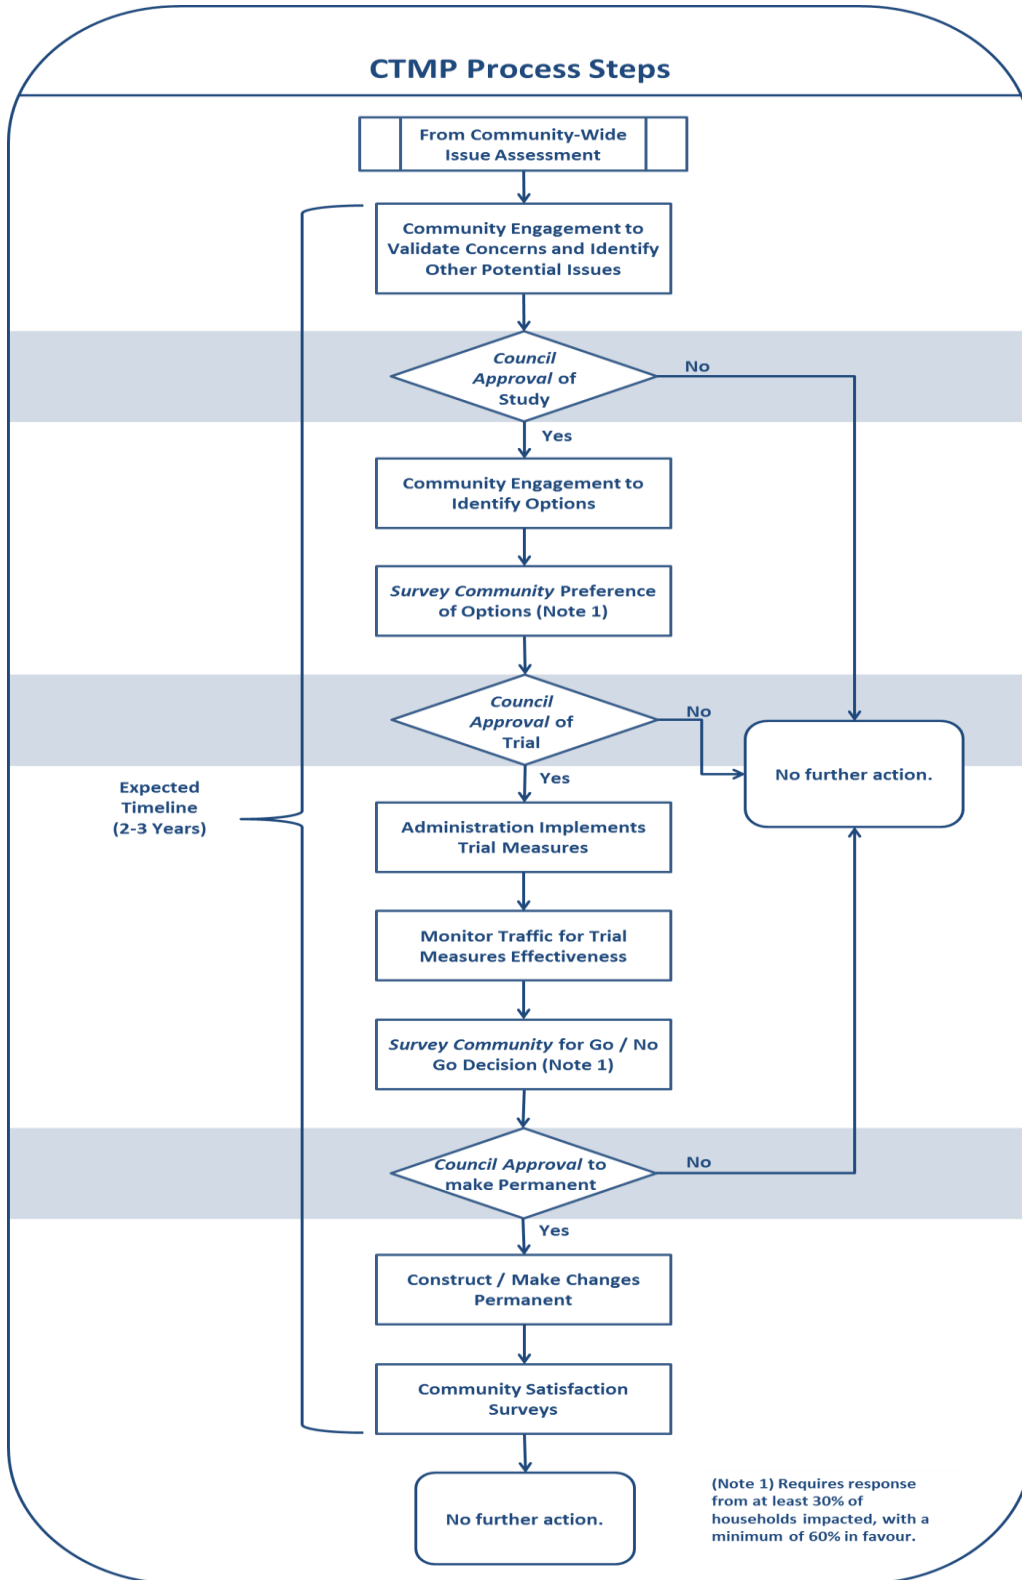 CTMP Process Steps
From Community-Wide
Issue Assessment
Community Engagement to
Validate Concerns and Identify
Other Potential Issues
Council
Approval of
Study
No
Yes
Community Engagement to
Identify Options
Survey Community Preference
of Options (Note 1)
Council
Approval of
Trial
No
Yes
No further action.
Expected
Timeline
(2-3 Years)
Administration Implements
Trial Measures
Monitor Traffic for Trial
Measures Effectiveness
Survey Community for Go / No
Go Decision (Note 1)
Council Approval to
make Permanent
No
Yes
Construct / Make Changes
Permanent
Community Satisfaction
Surveys
No further action.
(Note 1) Requires response
from at least 30% of
households impacted, with a
minimum of 60% in favour.